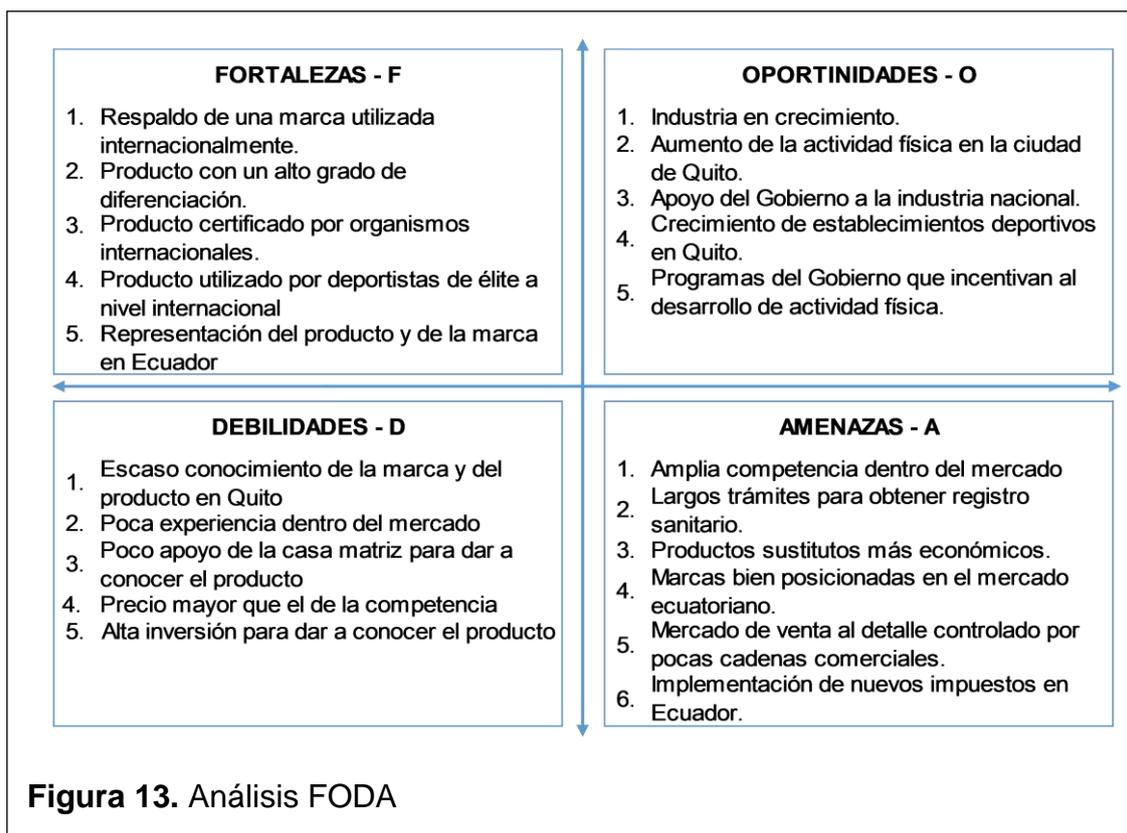 FORTALEZAS - F
1. Respaldo de una marca utilizada
internacionalmente.
2. Producto con un alto grado de
diferenciación.
3. Producto certificado por organismos
internacionales.
4. Producto utilizado por deportistas de élite a
nivel internacional
5. Representación del producto y de la marca
en Ecuador
OPORTINIDADES - O
1. Industria en crecimiento.
2. Aumento de la actividad física en la ciudad
de Quito.
3. Apoyo del Gobierno a la industria nacional.
4. Crecimiento de establecimientos deportivos
en Quito.
5. Programas del Gobierno que incentivan al
desarrollo de actividad física.
DEBILIDADES - D
1. Escaso conocimiento de la marca y del
producto en Quito
2. Poca experiencia dentro del mercado
3. Poco apoyo de la casa matriz para dar a
conocer el producto
4. Precio mayor que el de la competencia
5. Alta inversión para dar a conocer el producto
AMENAZAS - A
1. Amplia competencia dentro del mercado
2. Largos trámites para obtener registro
sanitario.
3. Productos sustitutos más económicos.
4. Marcas bien posicionadas en el mercado
ecuatoriano.
5. Mercado de venta al detalle controlado por
pocas cadenas comerciales.
6. Implementación de nuevos impuestos en
Ecuador.
Figura 13. Análisis FODA